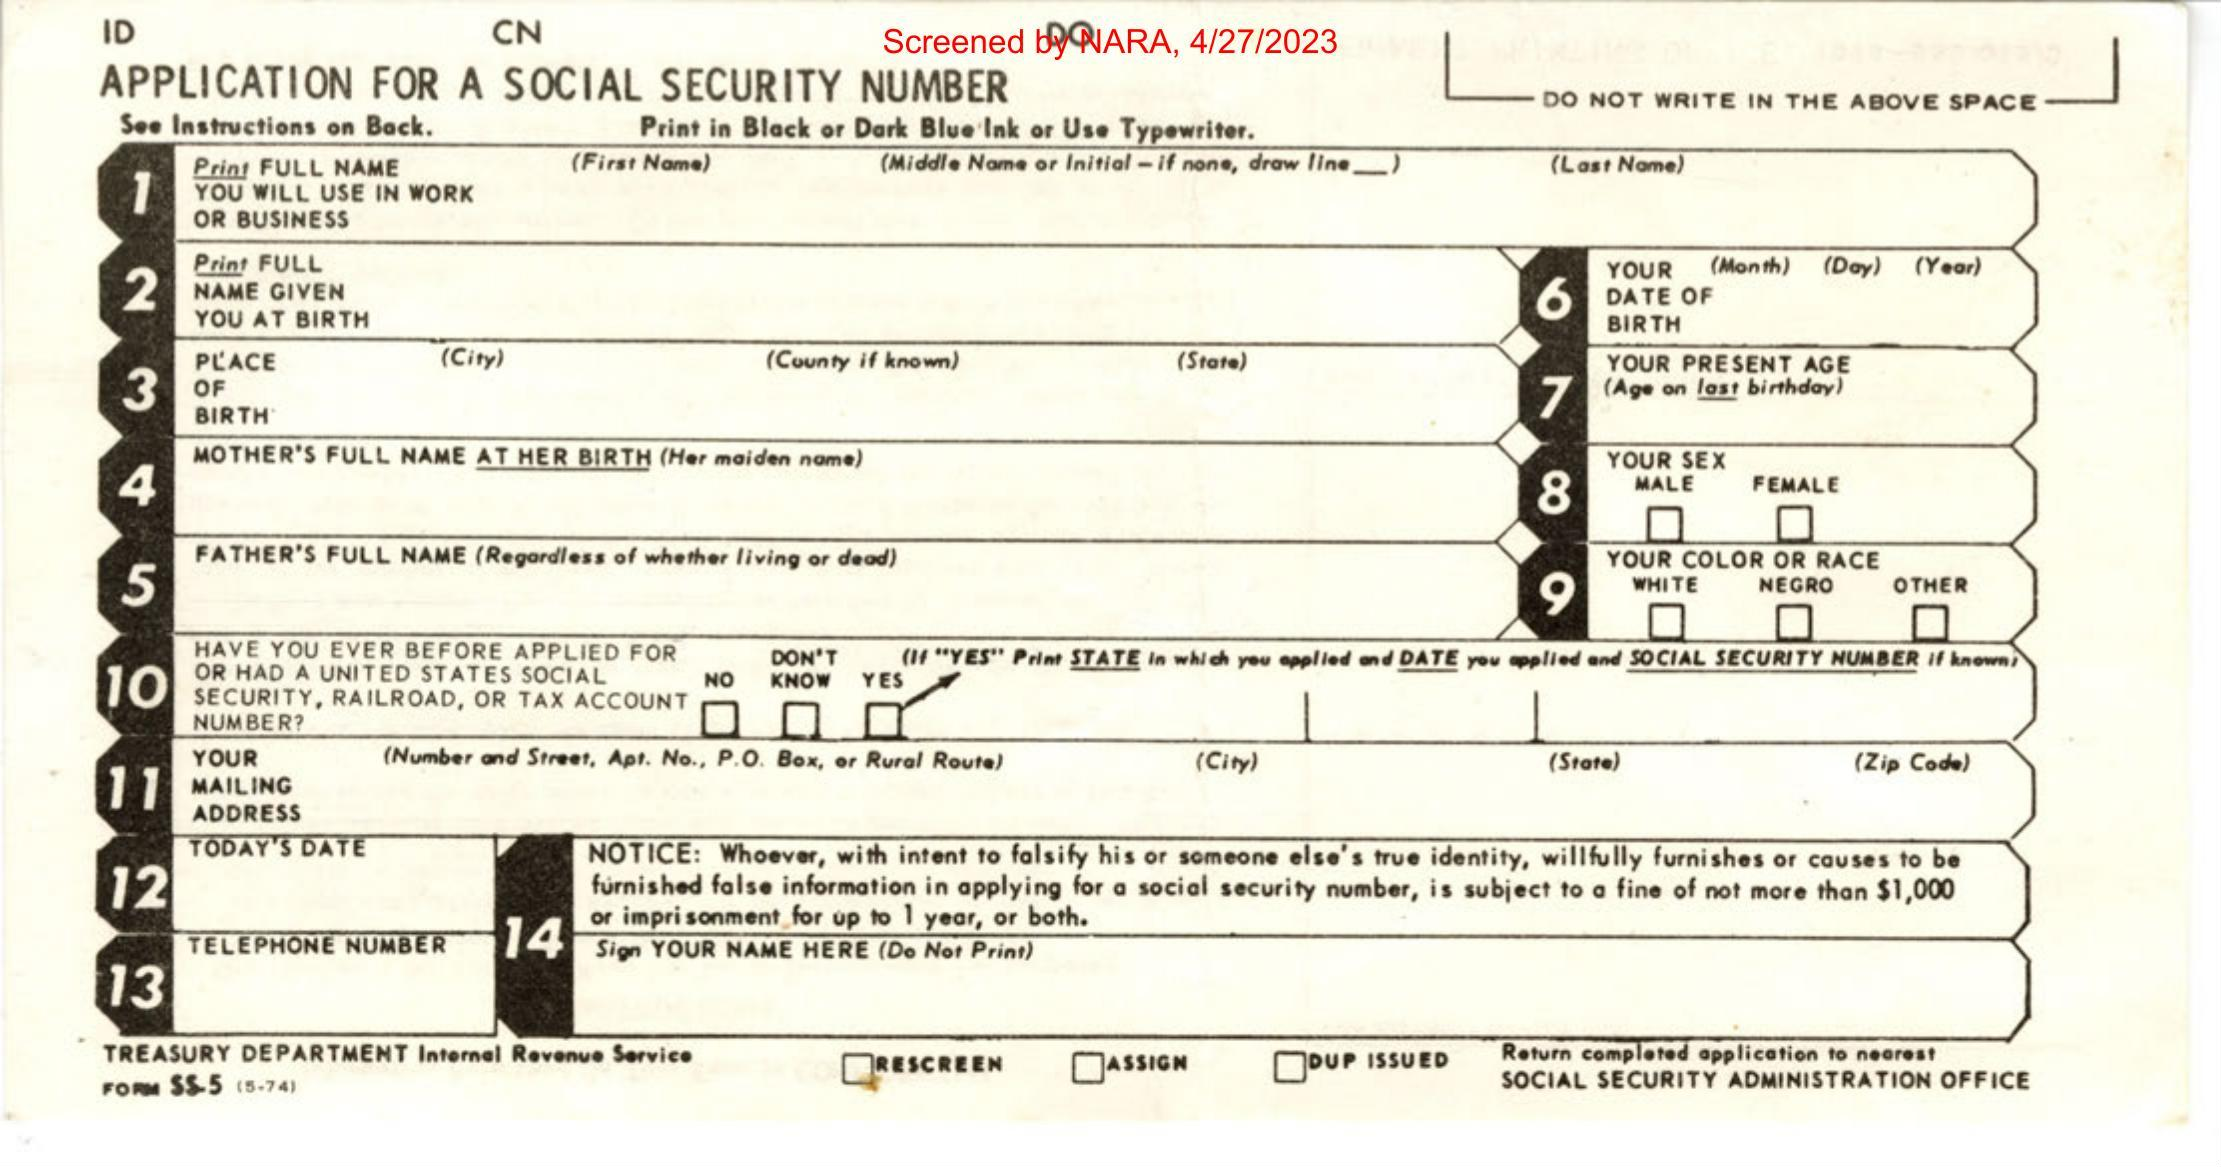 ID CN DO
Screened by NARA, 4/27/2023
APPLICATION FOR A SOCIAL SECURITY NUMBER
DO NOT WRITE IN THE ABOVE SPACE
See Instructions on Back. Print in Black or Dark Blue Ink or Use Typewriter.
1 Print FULL NAME (First Name) (Middle Name or Initial – if none, draw line__) (Last Name)
YOU WILL USE IN WORK
OR BUSINESS
2 Print FULL
NAME GIVEN
YOU AT BIRTH
6 YOUR (Month) (Day) (Year)
DATE OF
BIRTH
3 PLACE (City) (County if known) (State)
OF
BIRTH
7 YOUR PRESENT AGE
(Age on last birthday)
4 MOTHER'S FULL NAME AT HER BIRTH (Her maiden name)
8 YOUR SEX
MALE FEMALE
5 FATHER'S FULL NAME (Regardless of whether living or dead)
9 YOUR COLOR OR RACE
WHITE NEGRO OTHER
10 HAVE YOU EVER BEFORE APPLIED FOR
OR HAD A UNITED STATES SOCIAL
SECURITY, RAILROAD, OR TAX ACCOUNT
NUMBER?
NO DON'T KNOW YES
(If "YES" Print STATE in which you applied and DATE you applied and SOCIAL SECURITY NUMBER if known)
11 YOUR (Number and Street, Apt. No., P.O. Box, or Rural Route) (City) (State) (Zip Code)
MAILING
ADDRESS
12 TODAY'S DATE
14 NOTICE: Whoever, with intent to falsify his or someone else's true identity, willfully furnishes or causes to be
furnished false information in applying for a social security number, is subject to a fine of not more than $1,000
or imprisonment for up to 1 year, or both.
13 TELEPHONE NUMBER
Sign YOUR NAME HERE (Do Not Print)
TREASURY DEPARTMENT Internal Revenue Service
FORM SS-5 (5-74)
RESCREEN ASSIGN DUP ISSUED
Return completed application to nearest
SOCIAL SECURITY ADMINISTRATION OFFICE